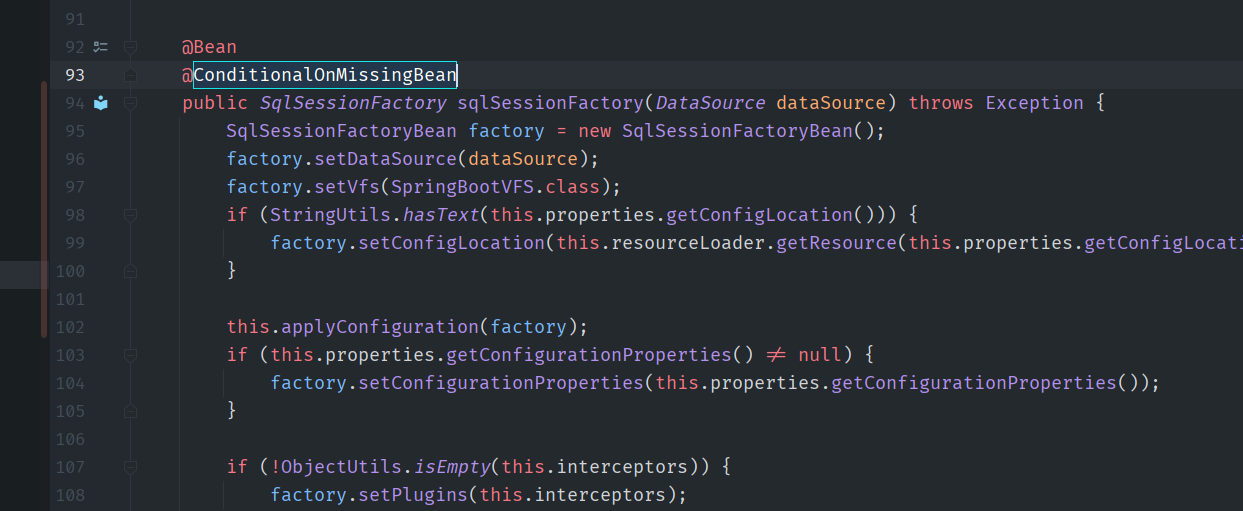 91
92 @Bean
93 @ConditionalOnMissingBean
94 public SqlSessionFactory sqlSessionFactory(DataSource dataSource) throws Exception {
95 SqlSessionFactoryBean factory = new SqlSessionFactoryBean();
96 factory.setDataSource(dataSource);
97 factory.setVfs(SpringBootVFS.class);
98 if (StringUtils.hasText(this.properties.getConfigLocation())) {
99 factory.setConfigLocation(this.resourceLoader.getResource(this.properties.getConfigLocati
100 }
101
102 this.applyConfiguration(factory);
103 if (this.properties.getConfigurationProperties() ≠ null) {
104 factory.setConfigurationProperties(this.properties.getConfigurationProperties());
105 }
106
107 if (!ObjectUtils.isEmpty(this.interceptors)) {
108 factory.setPlugins(this.interceptors);